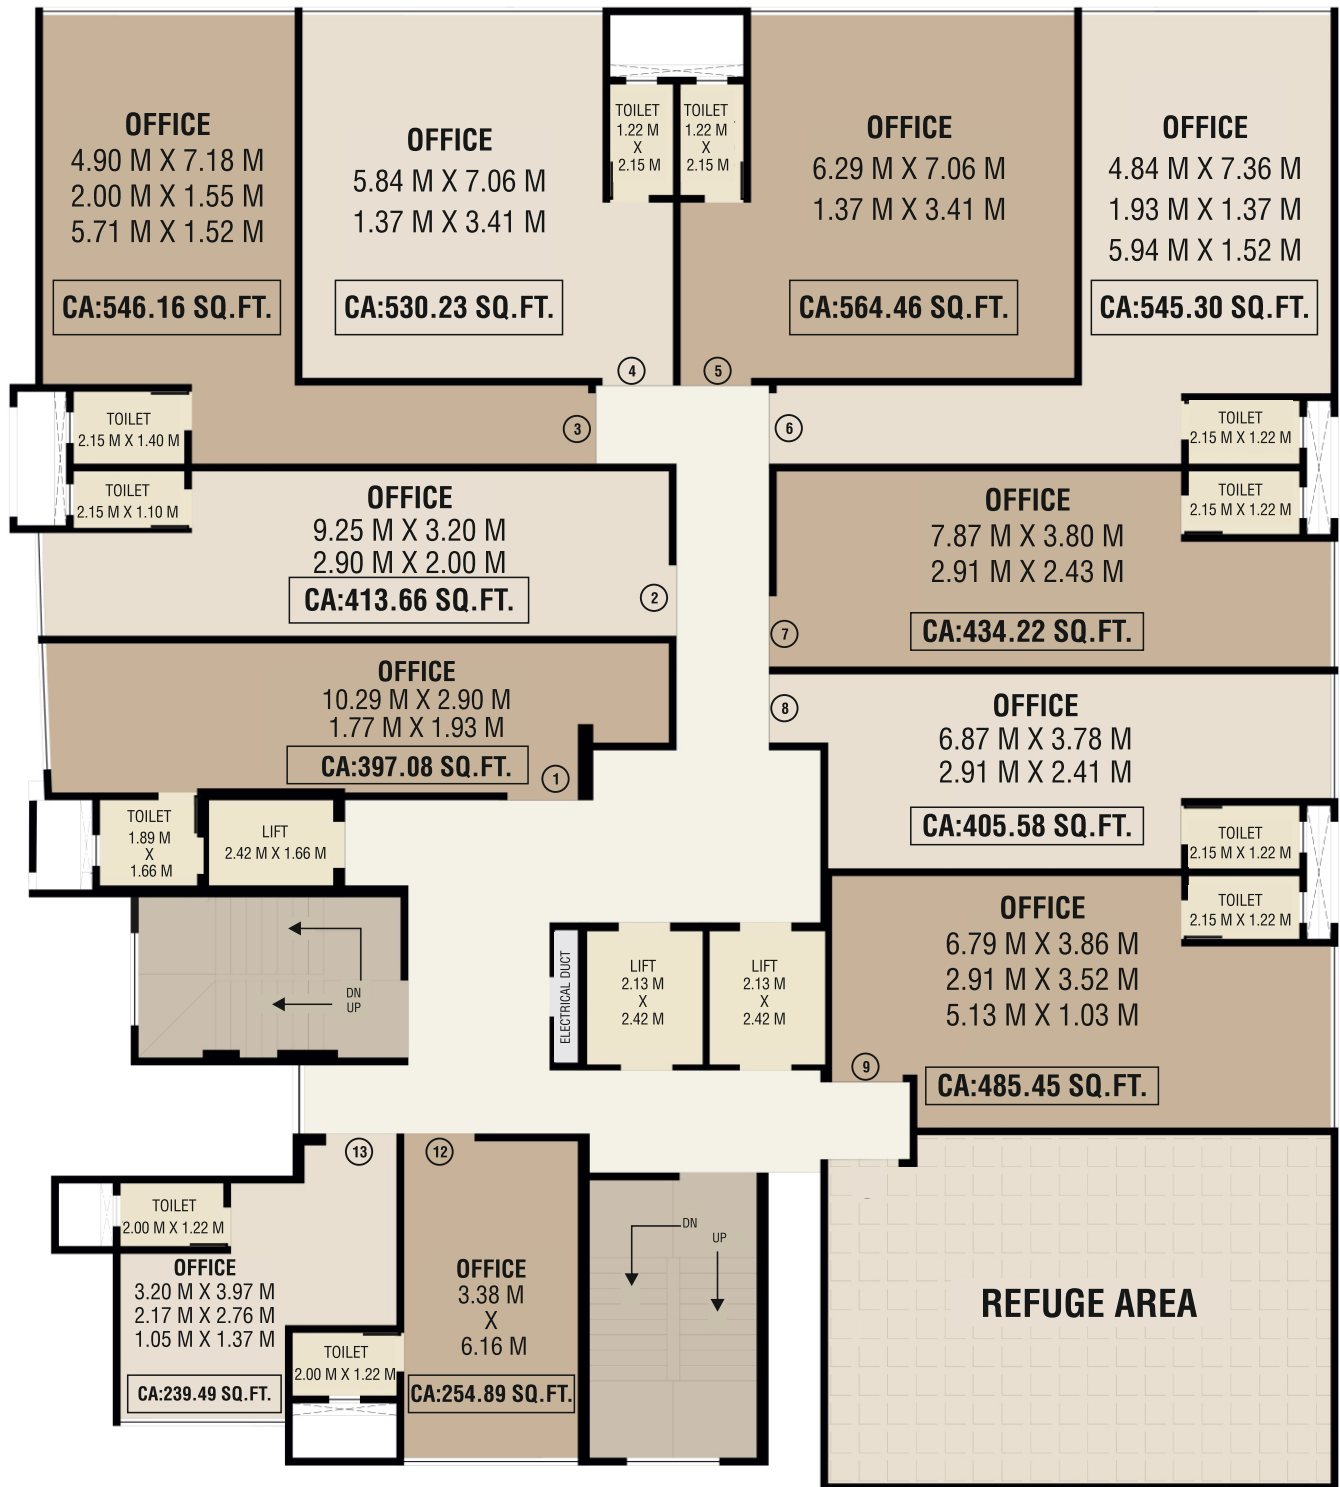 OFFICE
4.90 M X 7.18 M
2.00 M X 1.55 M
5.71 M X 1.52 M
CA:546.16 SQ.FT.
OFFICE
5.84 M X 7.06 M
1.37 M X 3.41 M
CA:530.23 SQ.FT.
TOILET
1.22 M
X
2.15 M
TOILET
1.22 M
X
2.15 M
OFFICE
6.29 M X 7.06 M
1.37 M X 3.41 M
CA:564.46 SQ.FT.
OFFICE
4.84 M X 7.36 M
1.93 M X 1.37 M
5.94 M X 1.52 M
CA:545.30 SQ.FT.
4
5
3
6
TOILET
2.15 M X 1.40 M
TOILET
2.15 M X 1.10 M
OFFICE
9.25 M X 3.20 M
2.90 M X 2.00 M
CA:413.66 SQ.FT.
2
TOILET
2.15 M X 1.22 M
TOILET
2.15 M X 1.22 M
OFFICE
7.87 M X 3.80 M
2.91 M X 2.43 M
CA:434.22 SQ.FT.
7
OFFICE
10.29 M X 2.90 M
1.77 M X 1.93 M
CA:397.08 SQ.FT.
1
8
OFFICE
6.87 M X 3.78 M
2.91 M X 2.41 M
CA:405.58 SQ.FT.
TOILET
1.89 M
X
1.66 M
LIFT
2.42 M X 1.66 M
TOILET
2.15 M X 1.22 M
TOILET
2.15 M X 1.22 M
OFFICE
6.79 M X 3.86 M
2.91 M X 3.52 M
5.13 M X 1.03 M
CA:485.45 SQ.FT.
9
DN
UP
ELECTRICAL DUCT
LIFT
2.13 M
X
2.42 M
LIFT
2.13 M
X
2.42 M
13
12
TOILET
2.00 M X 1.22 M
OFFICE
3.20 M X 3.97 M
2.17 M X 2.76 M
1.05 M X 1.37 M
CA:239.49 SQ.FT.
TOILET
2.00 M X 1.22 M
OFFICE
3.38 M
X
6.16 M
CA:254.89 SQ.FT.
DN
UP
REFUGE AREA